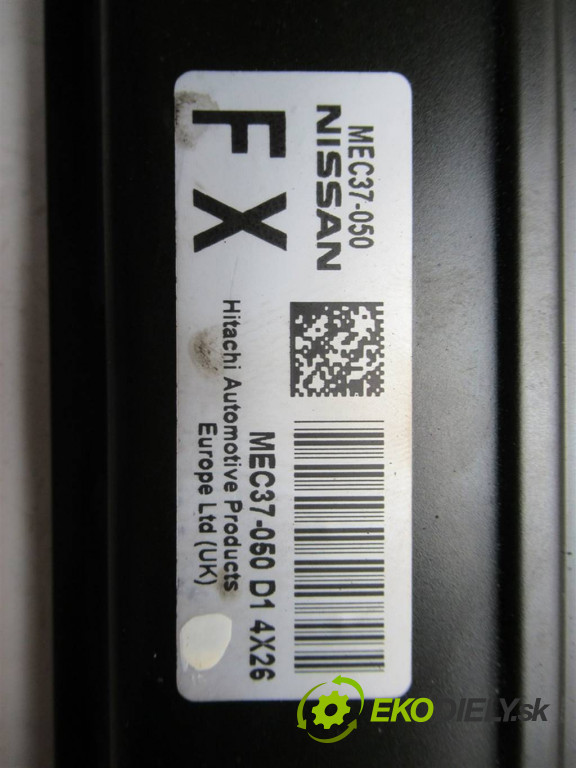 MEC37-050
NISSAN
FX
MEC37-050 D1 4X26
Hitachi Automotive Products
Europe Ltd (UK)
EKODIELY.sk